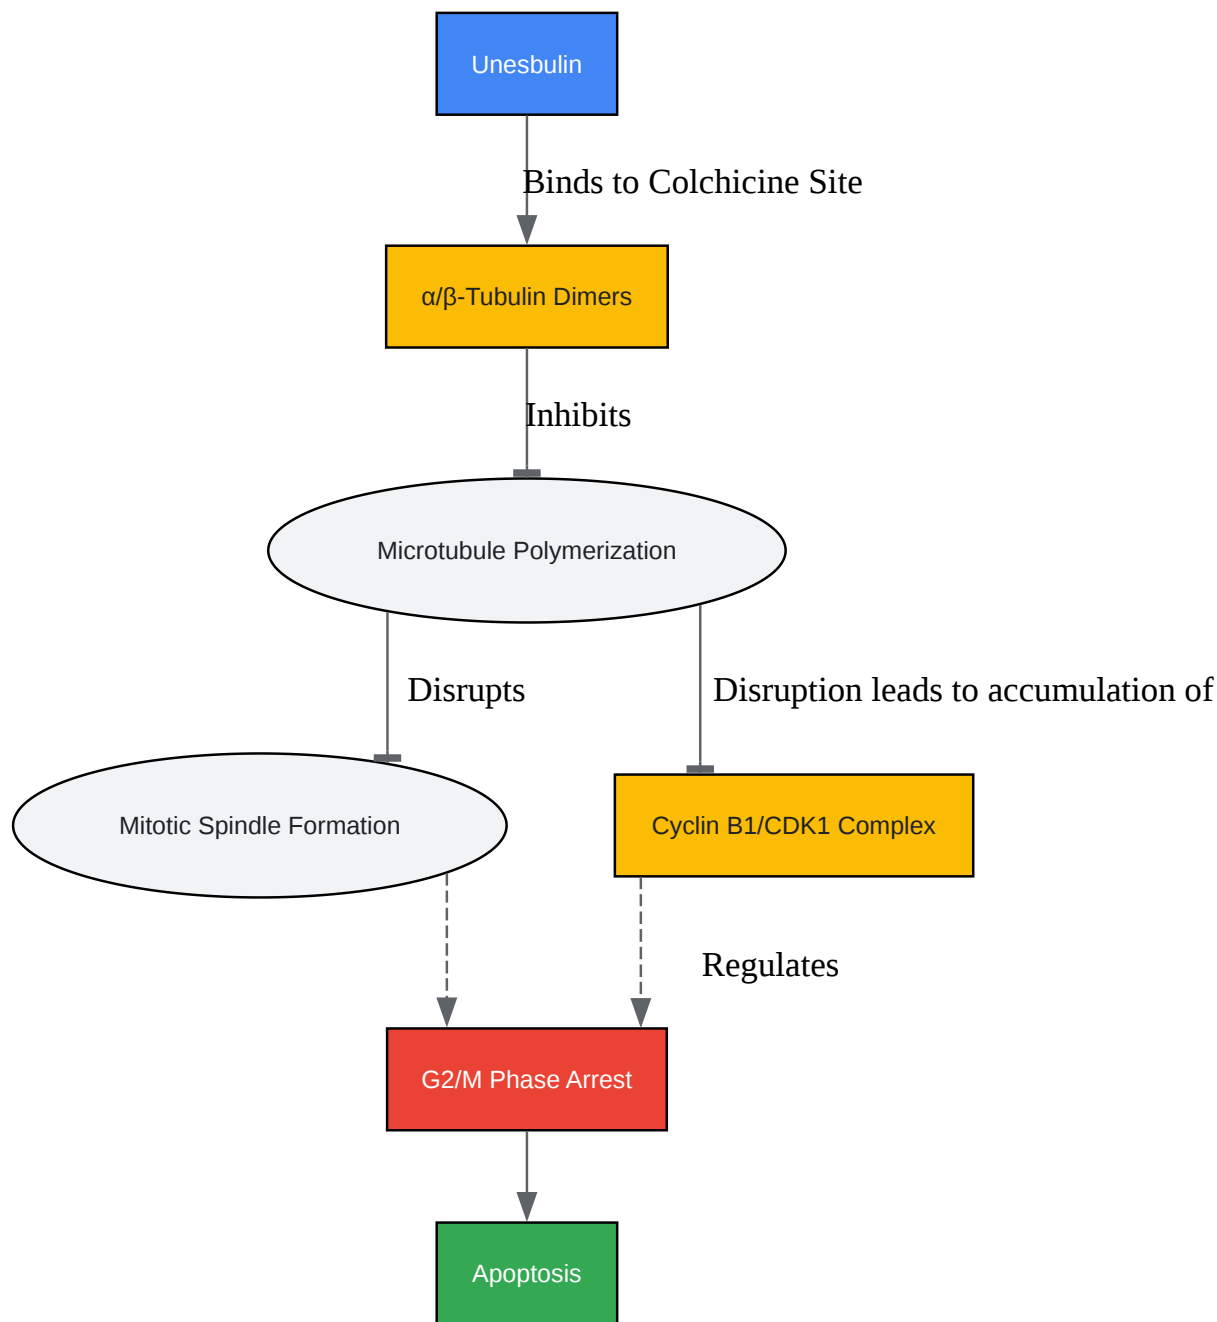 Unesbulin
Binds to Colchicine Site
α/β-Tubulin Dimers
Inhibits
Microtubule Polymerization
Disrupts
Disruption leads to accumulation of
Mitotic Spindle Formation
Cyclin B1/CDK1 Complex
Regulates
G2/M Phase Arrest
Apoptosis